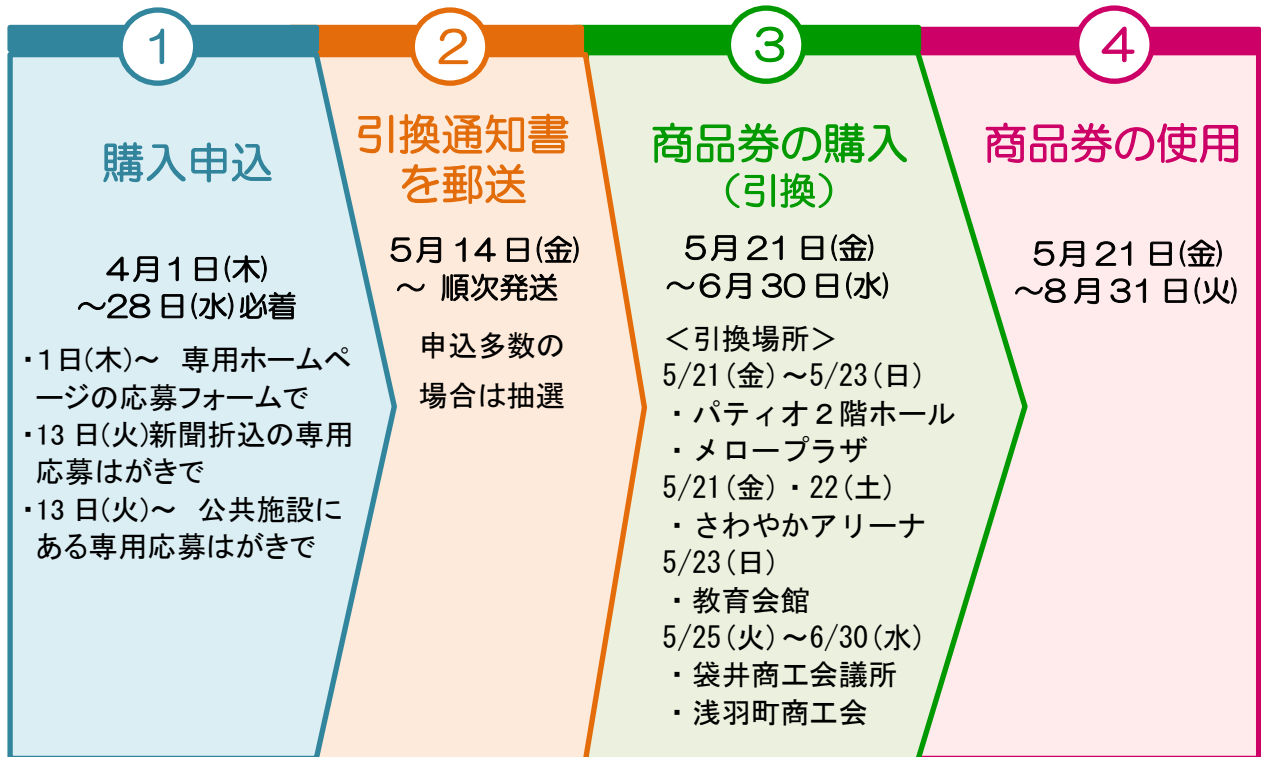 1
購入申込
4月1日(木)
～28日(水)必着
・1日(木)～　専用ホームペ
ージの応募フォームで
・13日(火)新聞折込の専用
応募はがきで
・13日(火)～　公共施設に
ある専用応募はがきで
2
引換通知書
を郵送
5月14日(金)
～ 順次発送
申込多数の
場合は抽選
3
商品券の購入
（引換）
5月21日(金)
～6月30日(水)
＜引換場所＞
5/21(金)～5/23(日)
・パティオ２階ホール
・メロープラザ
5/21(金)・22(土)
・さわやかアリーナ
5/23(日)
・教育会館
5/25(火)～6/30(水)
・袋井商工会議所
・浅羽町商工会
4
商品券の使用
5月21日(金)
～8月31日(火)